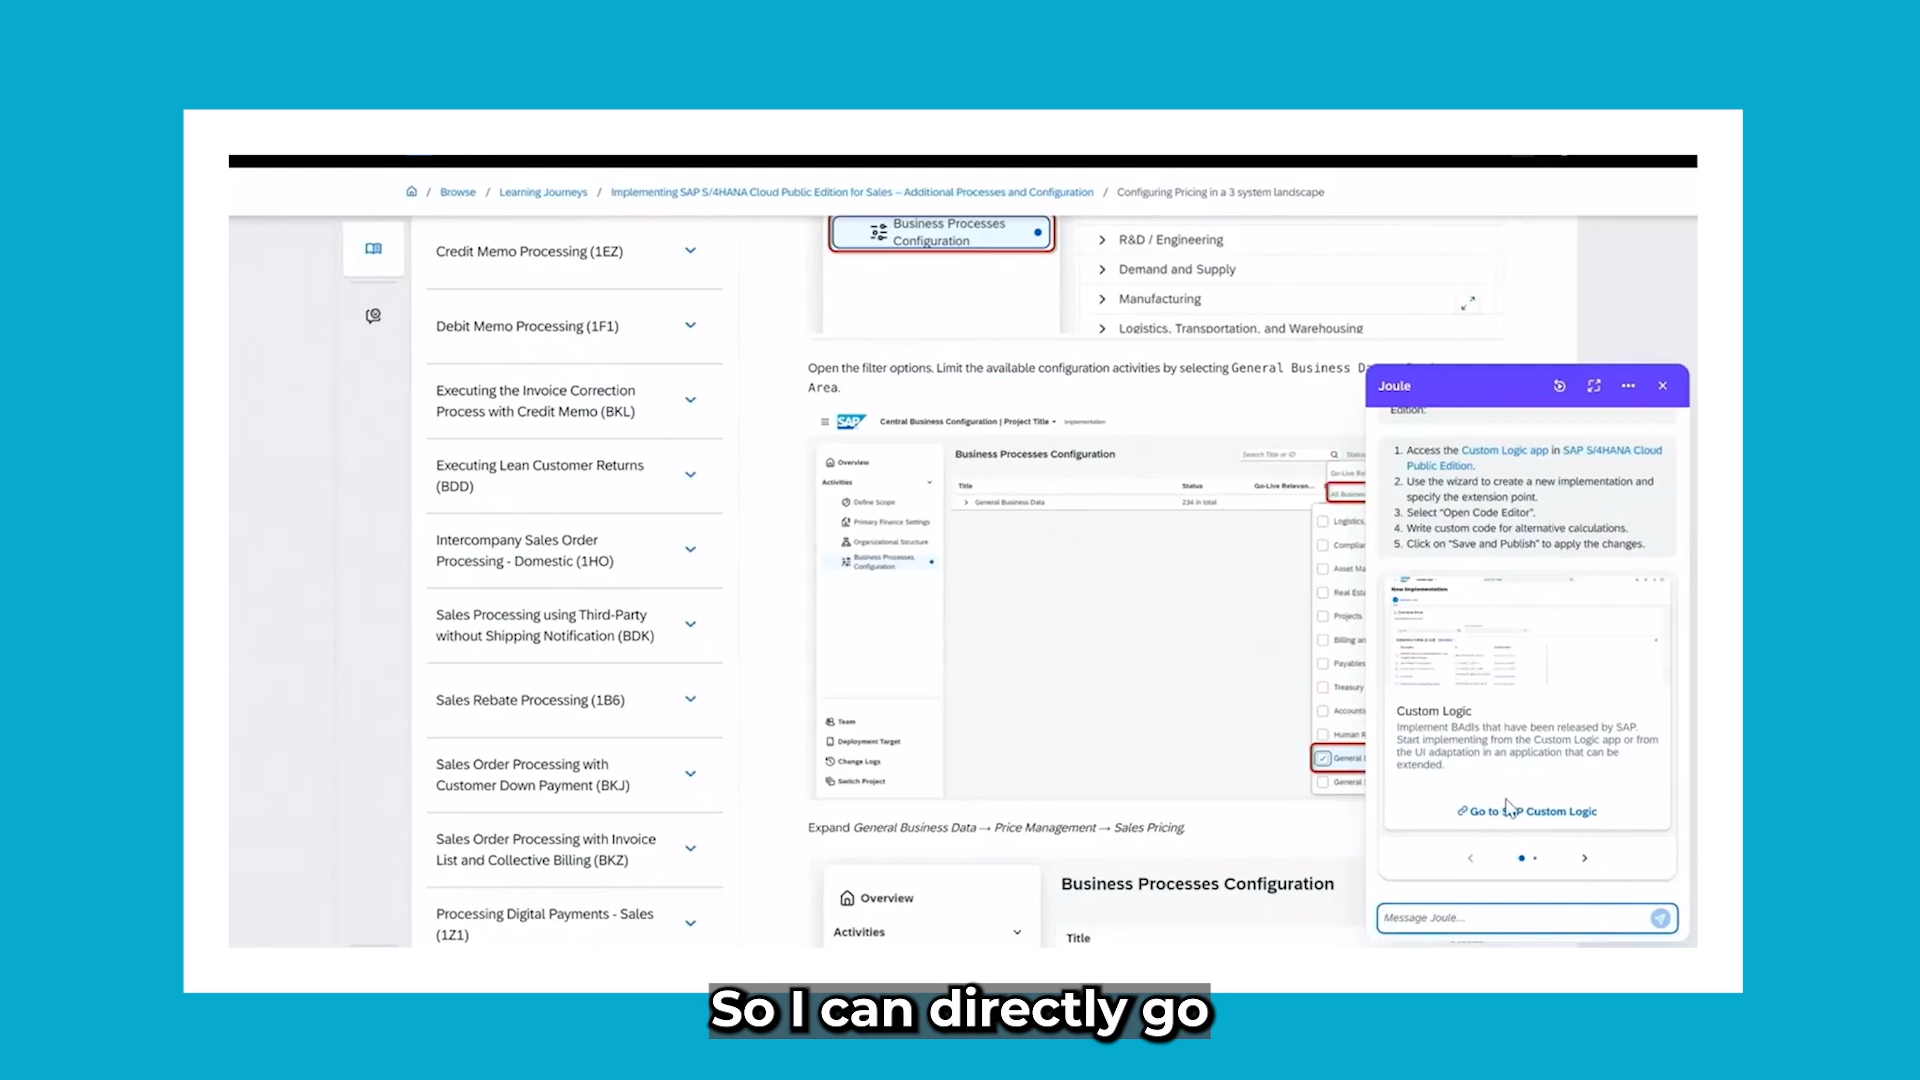 / Browse / Learning Journeys / Implementing SAP S/4HANA Cloud Public Edition for Sales – Additional Processes and Configuration / Configuring Pricing in a 3 system landscape
Credit Memo Processing (1EZ)
Debit Memo Processing (1F1)
Executing the Invoice Correction
Process with Credit Memo (BKL)
Executing Lean Customer Returns
(BDD)
Intercompany Sales Order
Processing - Domestic (1HO)
Sales Processing using Third-Party
without Shipping Notification (BDK)
Sales Rebate Processing (1B6)
Sales Order Processing with
Customer Down Payment (BKJ)
Sales Order Processing with Invoice
List and Collective Billing (BKZ)
Processing Digital Payments - Sales
(1Z1)
Business Processes
Configuration
R&D / Engineering
Demand and Supply
Manufacturing
Logistics, Transportation, and Warehousing
Open the filter options. Limit the available configuration activities by selecting General Business
Area.
SAP Central Business Configuration | Project Title Implementation
Overview
Activities
Define Scope
Primary Finance Settings
Organizational Structure
Business Processes
Configuration
Team
Deployment Target
Change Logs
Switch Project
Business Processes Configuration
Search Title or ID
Title Status Go-Live Relevan...
General Business Data 234 in total
Logistics,
Real Est
Projects
Billing an
Payables
Treasury
Human R
General
General
Expand General Business Data → Price Management → Sales Pricing.
Overview
Activities
Business Processes Configuration
Title
Joule
Edition:
1. Access the Custom Logic app in SAP S/4HANA Cloud
Public Edition.
2. Use the wizard to create a new implementation and
specify the extension point.
3. Select "Open Code Editor".
4. Write custom code for alternative calculations.
5. Click on "Save and Publish" to apply the changes.
New Implementation
Custom Logic
Implement BAdIs that have been released by SAP.
Start implementing from the Custom Logic app or from
the UI adaptation in an application that can be
extended.
Go to SAP Custom Logic
Message Joule...
So I can directly go